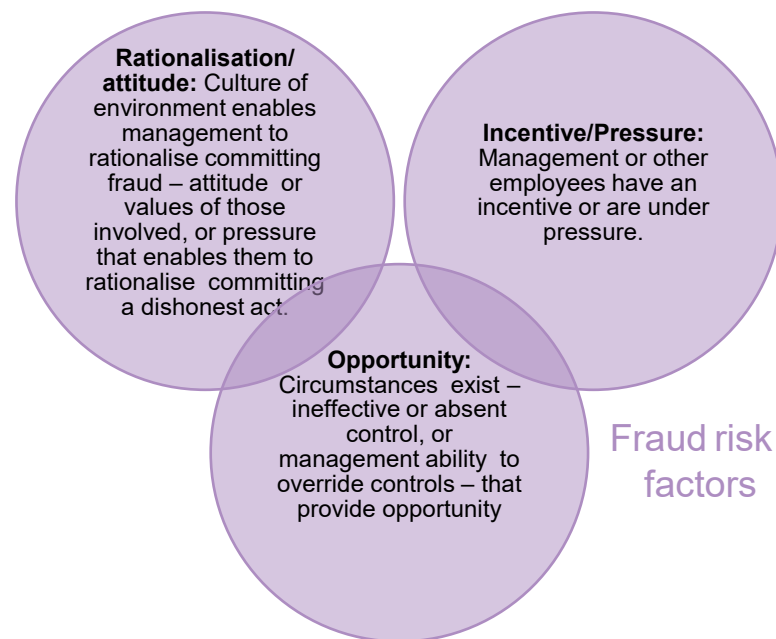 Rationalisation/
attitude: Culture of
environment enables
management to
rationalise committing
fraud – attitude or
values of those
involved, or pressure
that enables them to
rationalise committing
a dishonest act.
Incentive/Pressure:
Management or other
employees have an
incentive or are under
pressure.
Opportunity:
Circumstances exist –
ineffective or absent
control, or
management ability to
override controls – that
provide opportunity
Fraud risk
factors